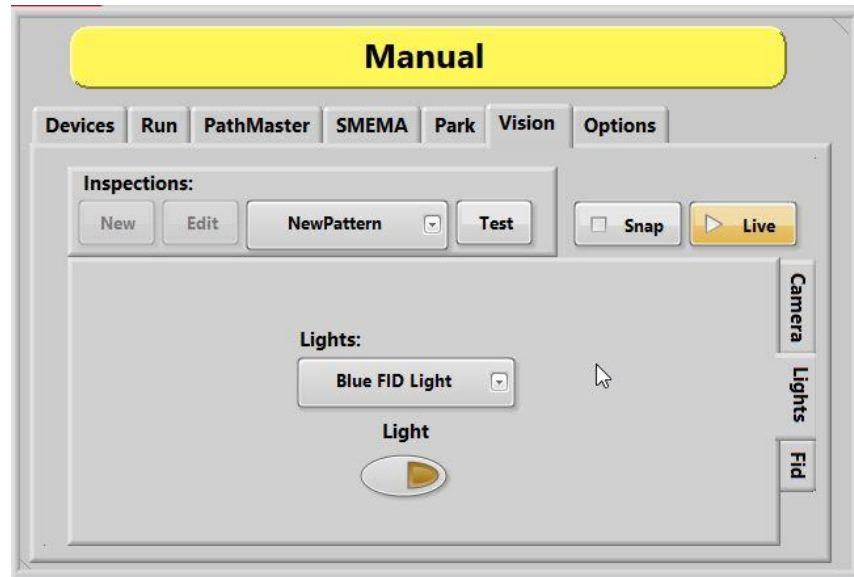 Manual
Devices Run PathMaster SMEMA Park Vision Options
Inspections:
New Edit NewPattern Test Snap Live
Camera
Lights:
Blue FID Light
Lights
Light
Fid